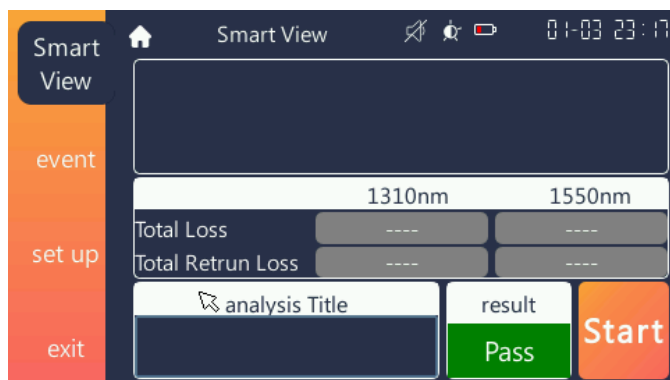 Smart View
Smart View
01-03 23:17
event
1310nm 1550nm
Total Loss ---- ----
set up
Total Retrun Loss ---- ----
analysis Title
result
Start
exit
Pass